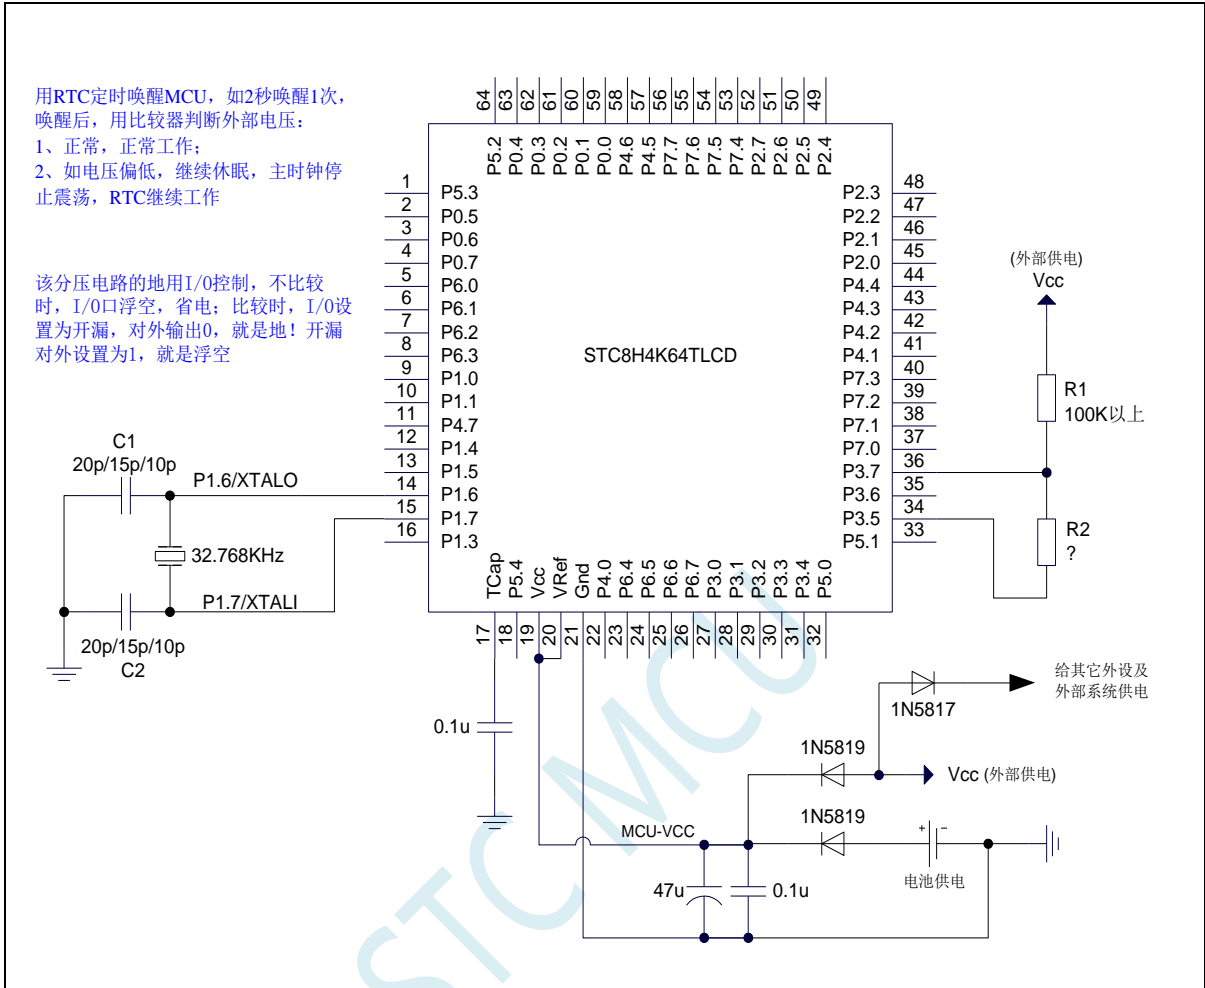 用RTC定时唤醒MCU，如2秒唤醒1次，
唤醒后，用比较器判断外部电压：
1、正常，正常工作；
2、如电压偏低，继续休眠，主时钟停
止震荡，RTC继续工作
该分压电路的地用I/O控制，不比较
时，I/O口浮空，省电；比较时，I/O设
置为开漏，对外输出0，就是地！开漏
对外设置为1，就是浮空
64 63 62 61 60 59 58 57 56 55 54 53 52 51 50 49
P5.2 P0.4 P0.3 P0.2 P0.1 P0.0 P4.6 P4.5 P7.7 P7.6 P7.5 P7.4 P2.7 P2.6 P2.5 P2.4
1 P5.3
2 P0.5
3 P0.6
4 P0.7
5 P6.0
6 P6.1
7 P6.2
8 P6.3
9 P1.0
10 P1.1
11 P4.7
12 P1.4
13 P1.5
14 P1.6
15 P1.7
16 P1.3
STC8H4K64TLCD
P2.3 48
P2.2 47
P2.1 46
P2.0 45
P4.4 44
P4.3 43
P4.2 42
P4.1 41
P7.3 40
P7.2 39
P7.1 38
P7.0 37
P3.7 36
P3.6 35
P3.5 34
P5.1 33
TCap P5.4 Vcc VRef Gnd P4.0 P6.4 P6.5 P6.6 P6.7 P3.0 P3.1 P3.2 P3.3 P3.4 P5.0
17 18 19 20 21 22 23 24 25 26 27 28 29 30 31 32
C1
20p/15p/10p
P1.6/XTALO
32.768KHz
P1.7/XTALI
20p/15p/10p
C2
(外部供电)
Vcc
R1
100K以上
R2
?
0.1u
给其它外设及
外部系统供电
1N5817
1N5819
Vcc (外部供电)
1N5819
MCU-VCC
+ −
电池供电
47u
0.1u
STC MCU